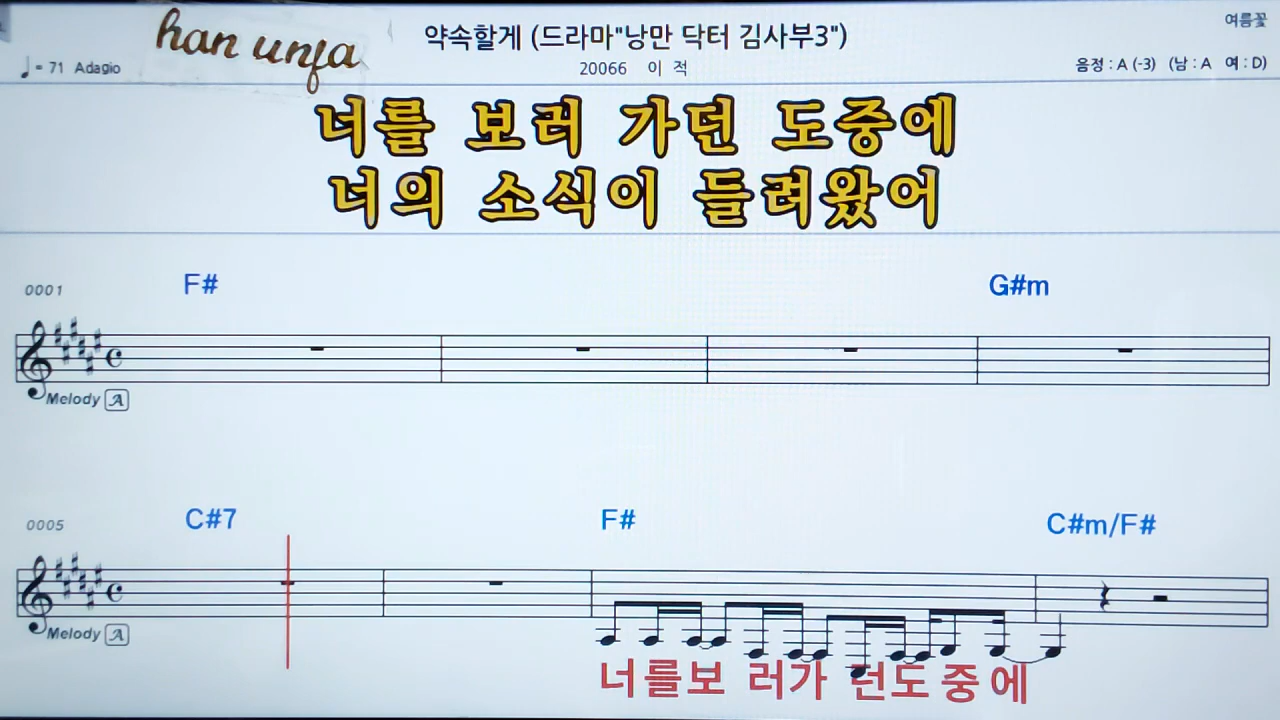 han unja
약속할게 (드라마"낭만 닥터 김사부3")
여름꽃
♩= 71 Adagio
20066 이 적
음정 : A (-3) (남 : A 여 : D)
너를 보러 가던 도중에
너의 소식이 들려왔어
0001 F# G#m
Melody A
0005 C#7 F# C#m/F#
Melody A
너를보 러가 던도 중에